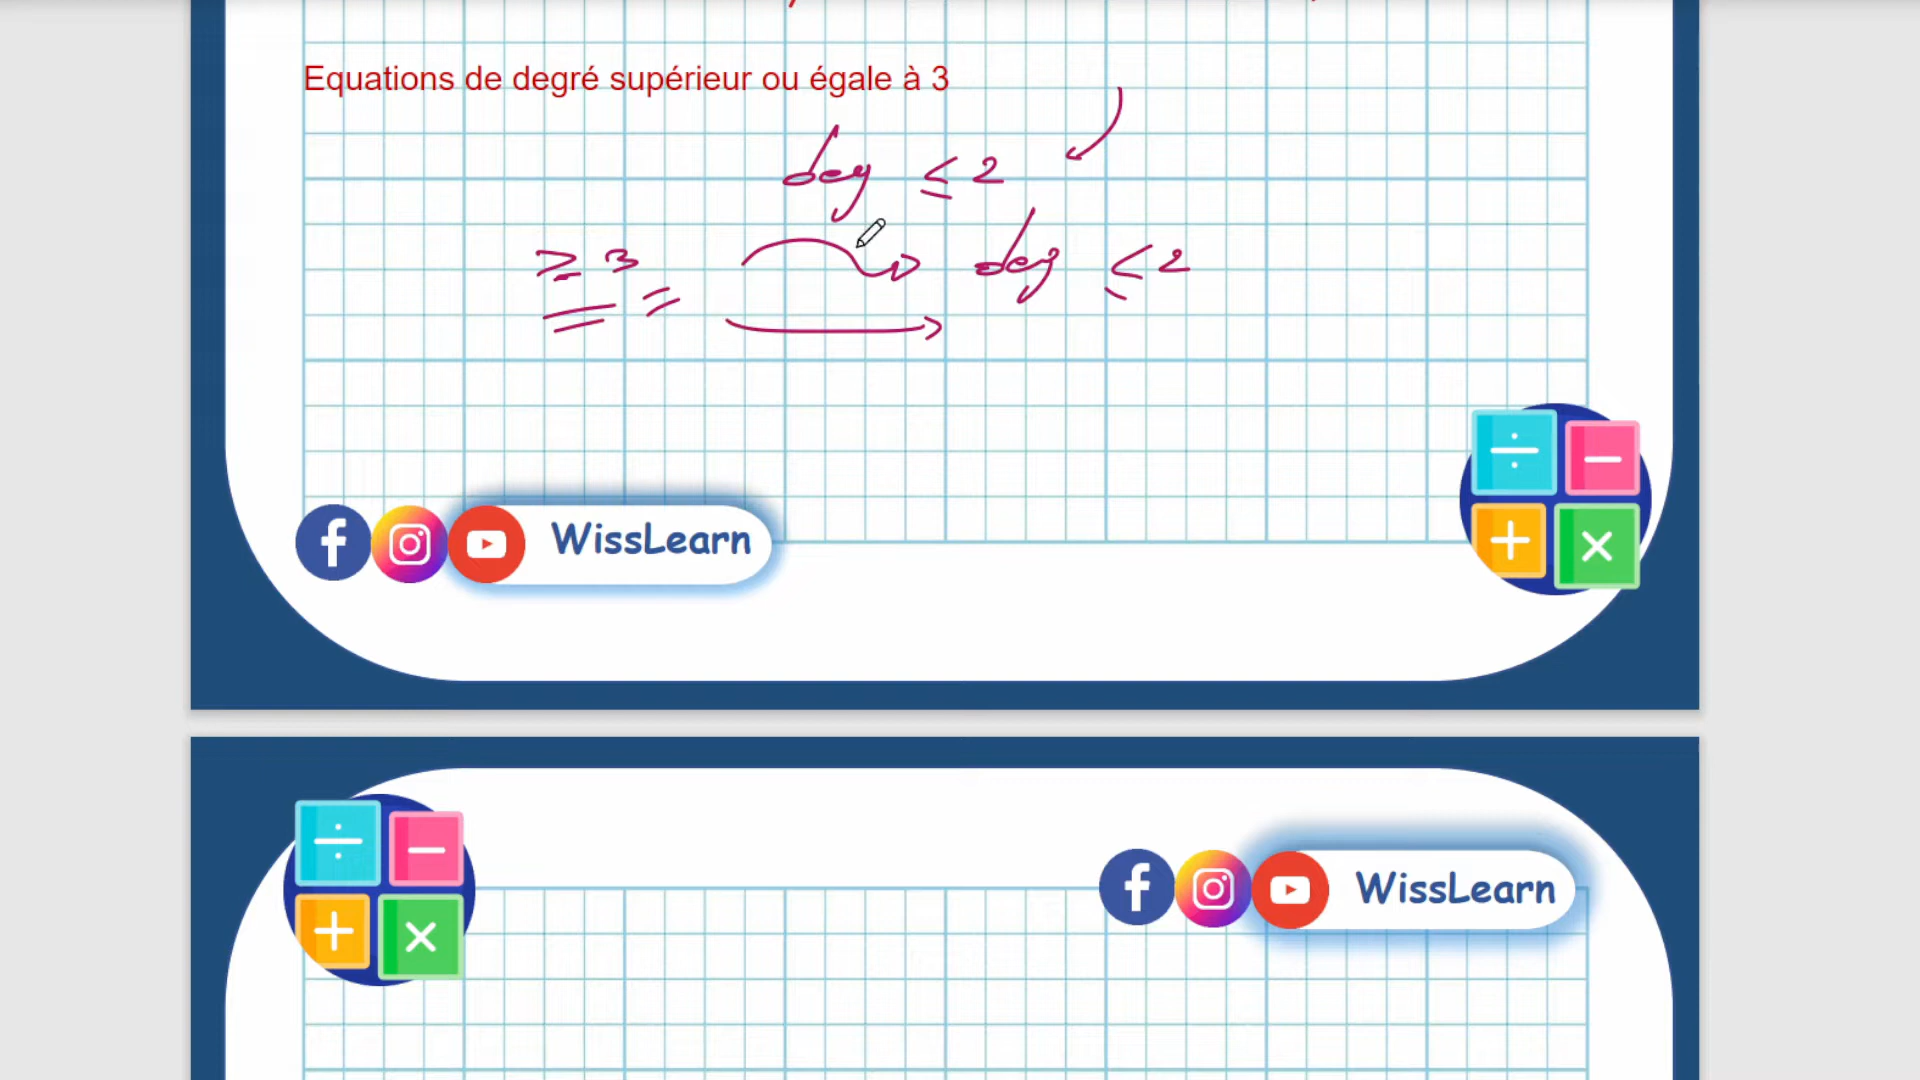 Equations de degré supérieur ou égale à 3
deg ≤ 2
≥ 3 deg ≤ 2
WissLearn
WissLearn